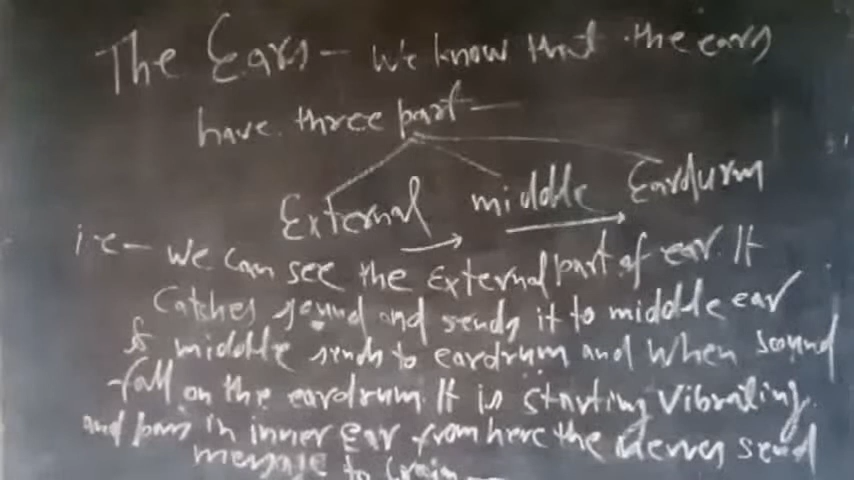 The Ears - We know that the ears
have three part -
External middle Eardurm
i.e - We can see the External part of ear. It
Catches sound and sends it to middle ear
& middle sends to eardrum and When sound
fall on the eardrum. It is starting Vibrating.
and pass in inner Ear from here the nerves send
message to brain -